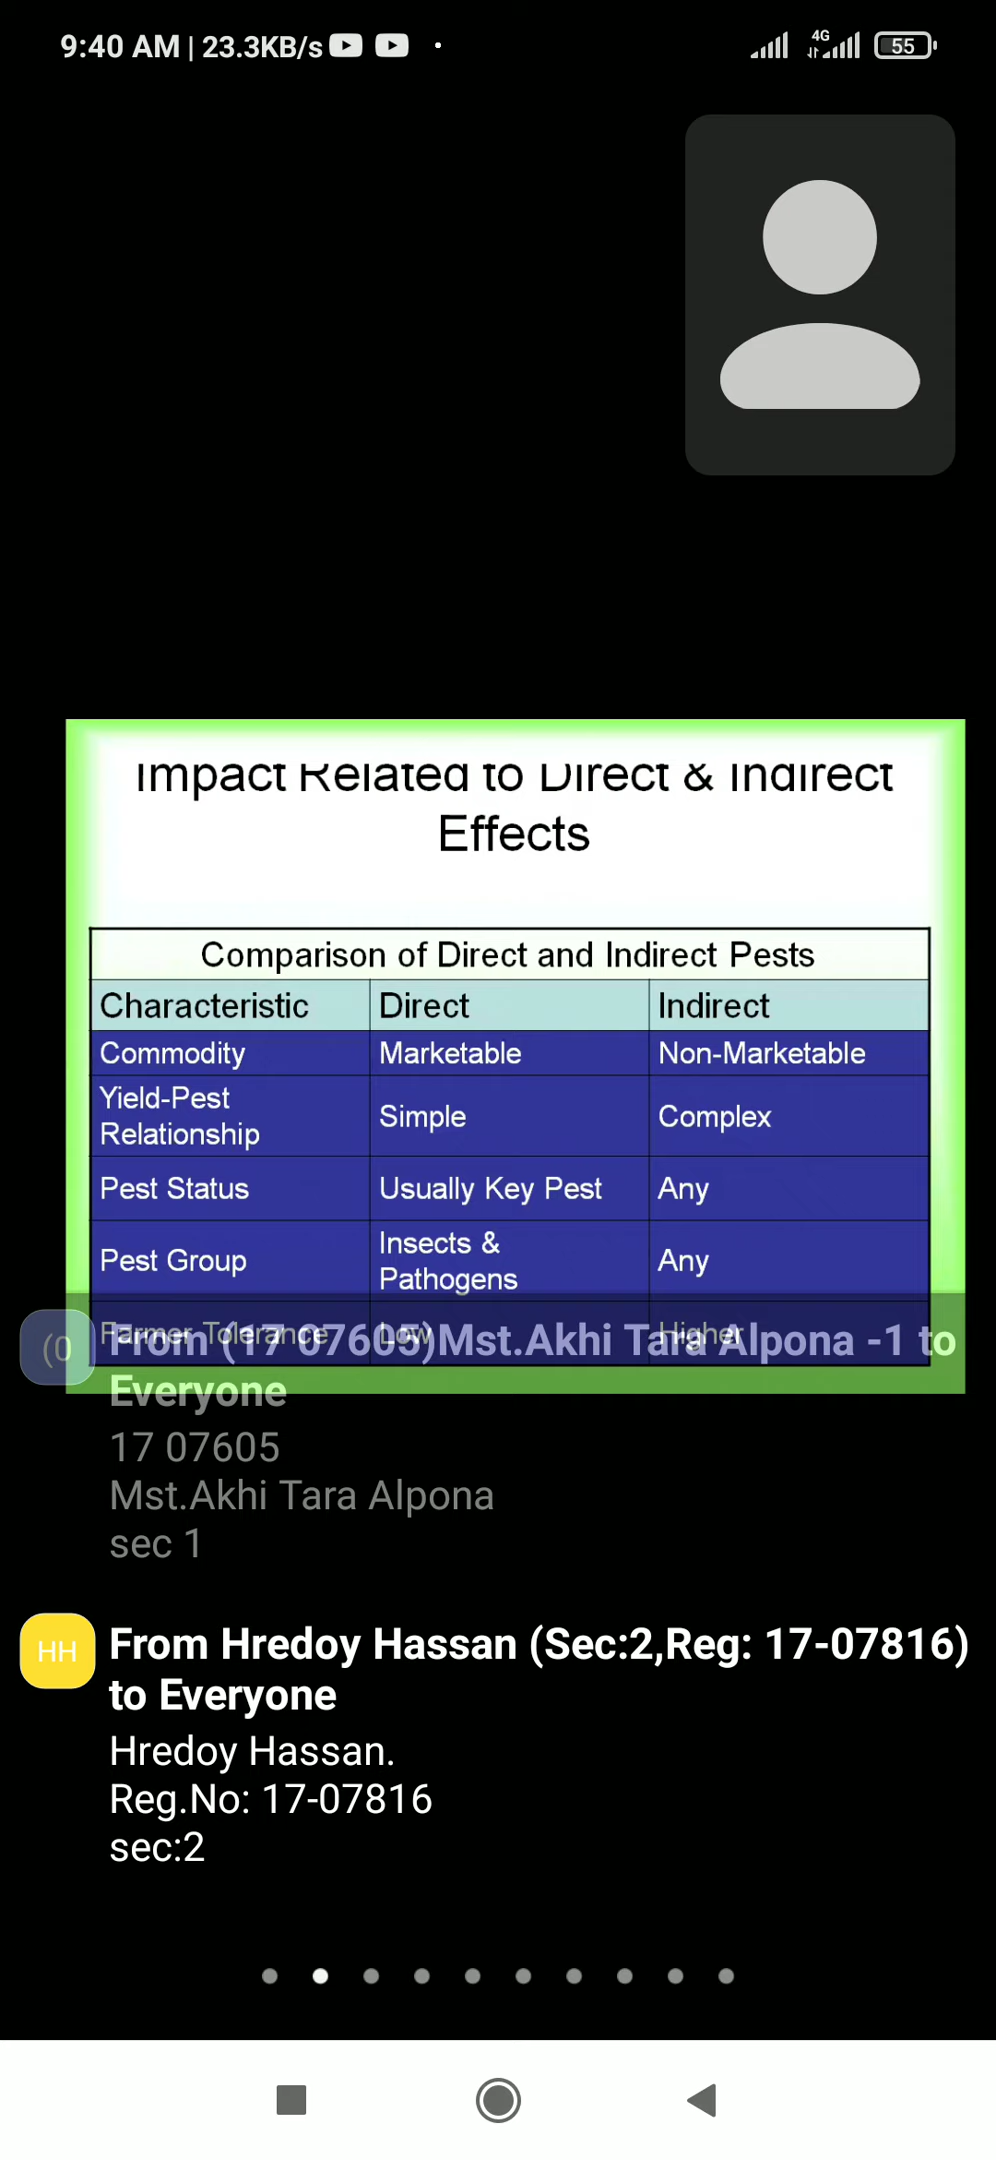 9:40 AM | 23.3KB/s
4G
55
Impact Related to Direct & Indirect
Effects
Comparison of Direct and Indirect Pests
Characteristic Direct Indirect
Commodity Marketable Non-Marketable
Yield-Pest
Relationship Simple Complex
Pest Status Usually Key Pest Any
Pest Group Insects &
Pathogens Any
Farmer Tolerance Low Higher
(0 From (17 07605)Mst.Akhi Tara Alpona -1 to
Everyone
17 07605
Mst.Akhi Tara Alpona
sec 1
HH From Hredoy Hassan (Sec:2,Reg: 17-07816)
to Everyone
Hredoy Hassan.
Reg.No: 17-07816
sec:2